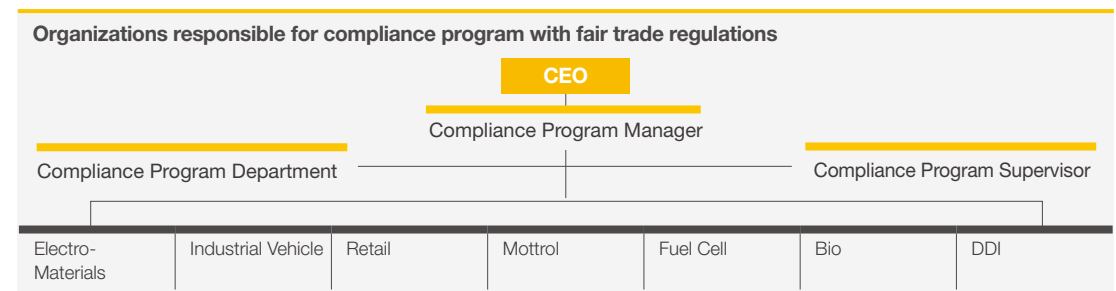 Organizations responsible for compliance program with fair trade regulations
CEO
Compliance Program Manager
Compliance Program Department
Compliance Program Supervisor
Electro-
Materials
Industrial Vehicle
Retail
Mottrol
Fuel Cell
Bio
DDI